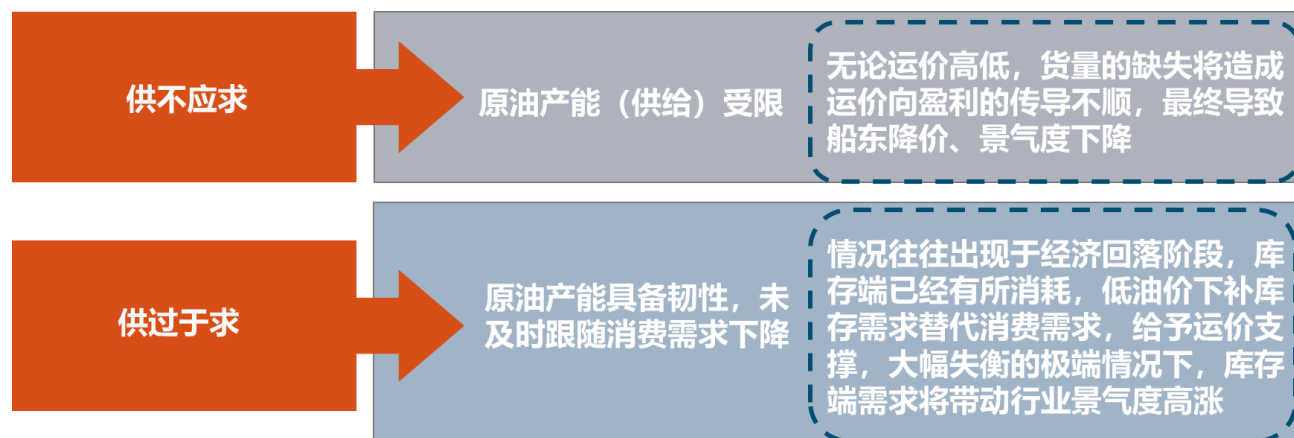 供不应求
原油产能（供给）受限
无论运价高低，货量的缺失将造成
运价向盈利的传导不顺，最终导致
船东降价、景气度下降
供过于求
原油产能具备韧性，未
及时跟随消费需求下降
情况往往出现于经济回落阶段，库
存端已经有所消耗，低油价下补库
存需求替代消费需求，给予运价支
撑，大幅失衡的极端情况下，库存
端需求将带动行业景气度高涨